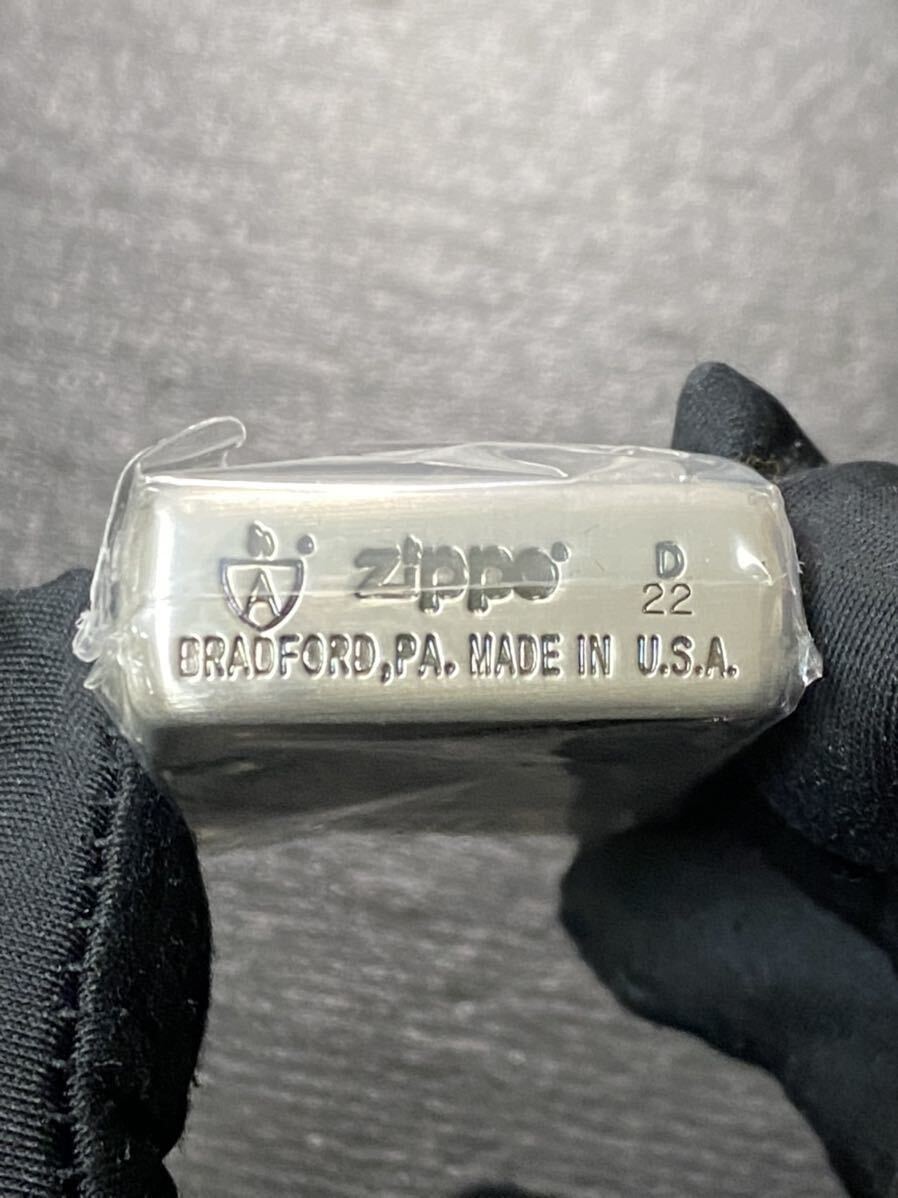 A zippo D
22
BRADFORD, PA. MADE IN U.S.A.